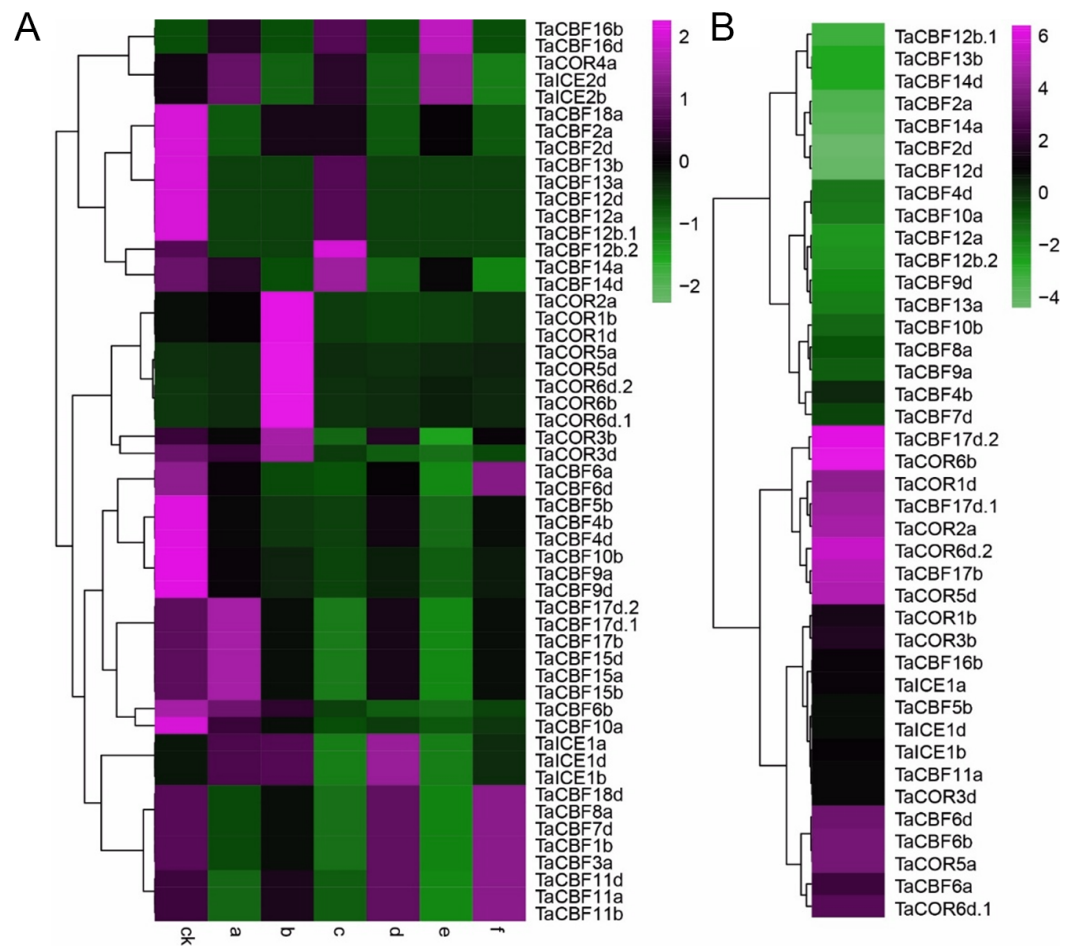 A
TaCBF16b
TaCBF16d
TaCOR4a
TaICE2d
TaICE2b
TaCBF18a
TaCBF2a
TaCBF2d
TaCBF13b
TaCBF13a
TaCBF12d
TaCBF12a
TaCBF12b.1
TaCBF12b.2
TaCBF14a
TaCBF14d
TaCOR2a
TaCOR1b
TaCOR1d
TaCOR5a
TaCOR5d
TaCOR6d.2
TaCOR6b
TaCOR6d.1
TaCOR3b
TaCOR3d
TaCBF6a
TaCBF6d
TaCBF5b
TaCBF4b
TaCBF4d
TaCBF10b
TaCBF9a
TaCBF9d
TaCBF17d.2
TaCBF17d.1
TaCBF17b
TaCBF15d
TaCBF15a
TaCBF15b
TaCBF6b
TaCBF10a
TaICE1a
TaICE1d
TaICE1b
TaCBF18d
TaCBF8a
TaCBF7d
TaCBF1b
TaCBF3a
TaCBF11d
TaCBF11a
TaCBF11b
ck a b c d e f
2
1
0
−1
−2
B
TaCBF12b.1
TaCBF13b
TaCBF14d
TaCBF2a
TaCBF14a
TaCBF2d
TaCBF12d
TaCBF4d
TaCBF10a
TaCBF12a
TaCBF12b.2
TaCBF9d
TaCBF13a
TaCBF10b
TaCBF8a
TaCBF9a
TaCBF4b
TaCBF7d
TaCBF17d.2
TaCOR6b
TaCOR1d
TaCBF17d.1
TaCOR2a
TaCOR6d.2
TaCBF17b
TaCOR5d
TaCOR1b
TaCOR3b
TaCBF16b
TaICE1a
TaCBF5b
TaICE1d
TaICE1b
TaCBF11a
TaCOR3d
TaCBF6d
TaCBF6b
TaCOR5a
TaCBF6a
TaCOR6d.1
6
4
2
0
−2
−4